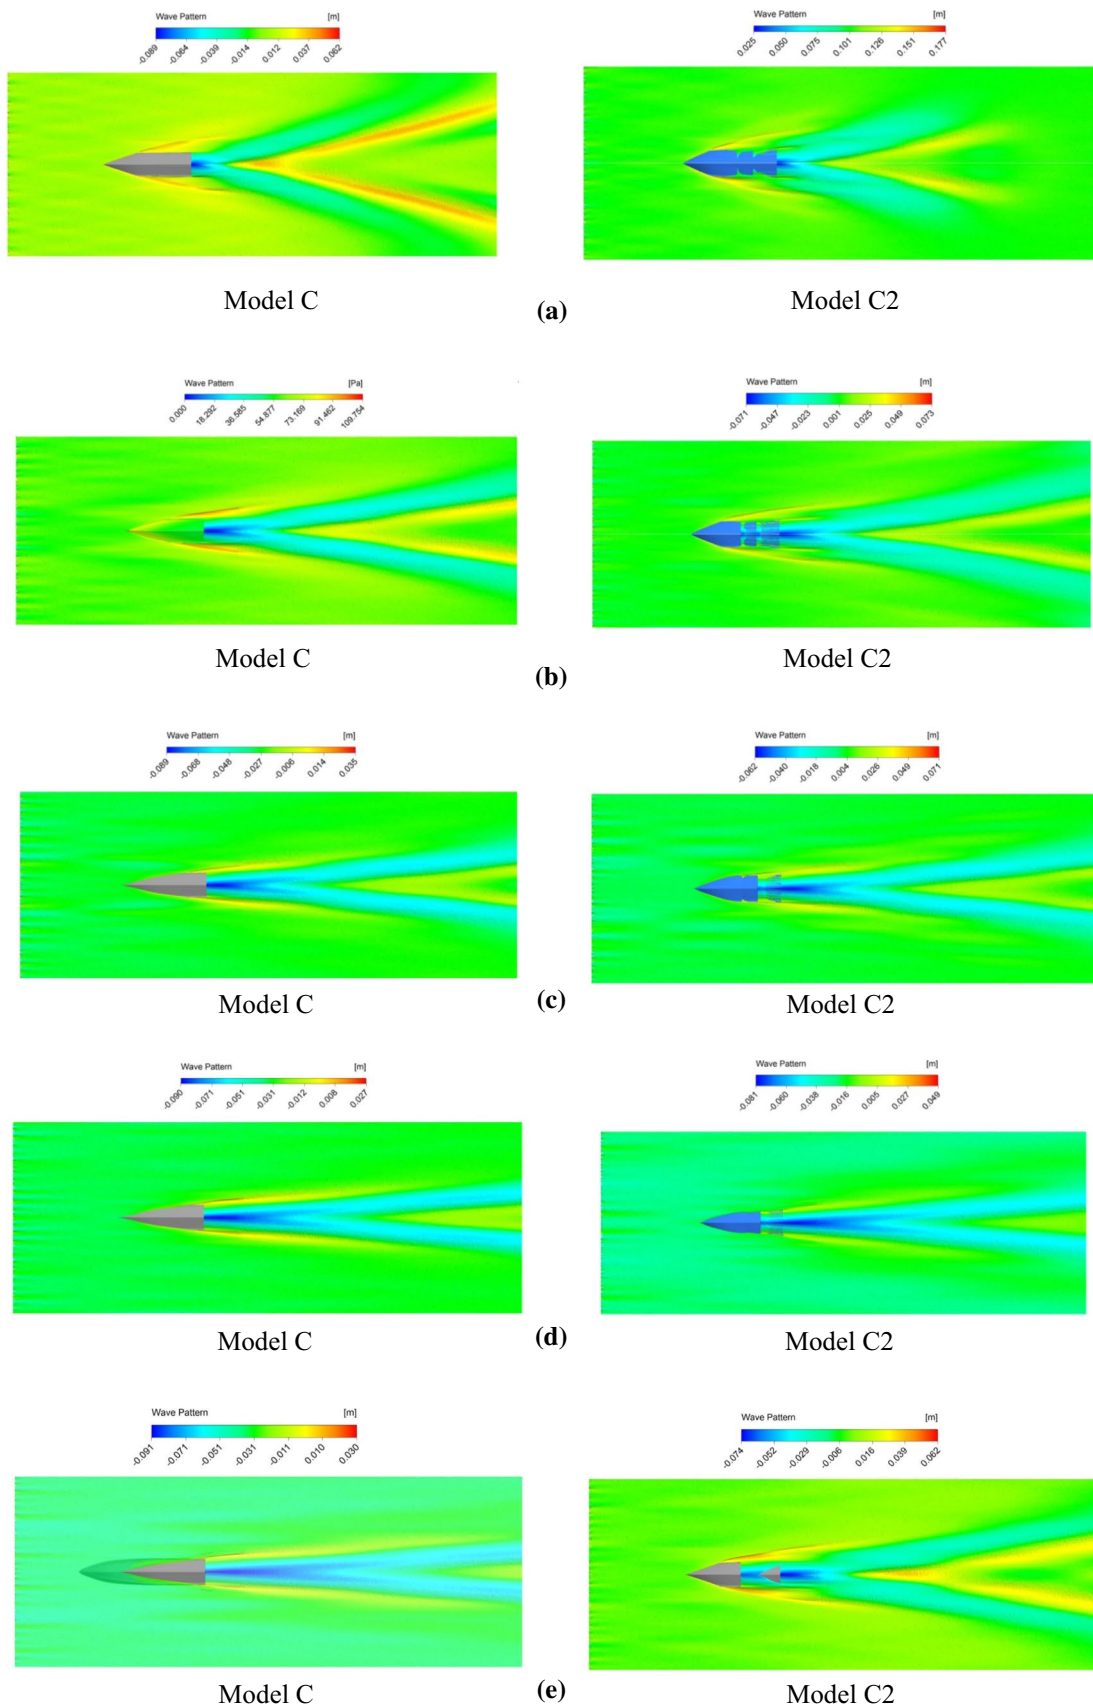 Wave Pattern [m]
-0.089 -0.064 -0.039 -0.014 0.012 0.037 0.062
Wave Pattern [m]
0.025 0.050 0.075 0.101 0.126 0.151 0.177
Model C
Model C2
(a)
Wave Pattern [Pa]
0.000 18.292 36.585 54.877 73.169 91.462 109.754
Wave Pattern [m]
-0.071 -0.047 -0.023 0.001 0.025 0.049 0.073
Model C
Model C2
(b)
Wave Pattern [m]
-0.089 -0.068 -0.048 -0.027 -0.006 0.014 0.035
Wave Pattern [m]
-0.062 -0.040 -0.018 0.004 0.026 0.049 0.071
Model C
Model C2
(c)
Wave Pattern [m]
-0.090 -0.071 -0.051 -0.031 -0.012 0.008 0.027
Wave Pattern [m]
-0.081 -0.060 -0.038 -0.016 0.005 0.027 0.049
Model C
Model C2
(d)
Wave Pattern [m]
-0.091 -0.071 -0.051 -0.031 -0.011 0.010 0.030
Wave Pattern [m]
-0.074 -0.052 -0.029 -0.006 0.016 0.039 0.062
Model C
Model C2
(e)